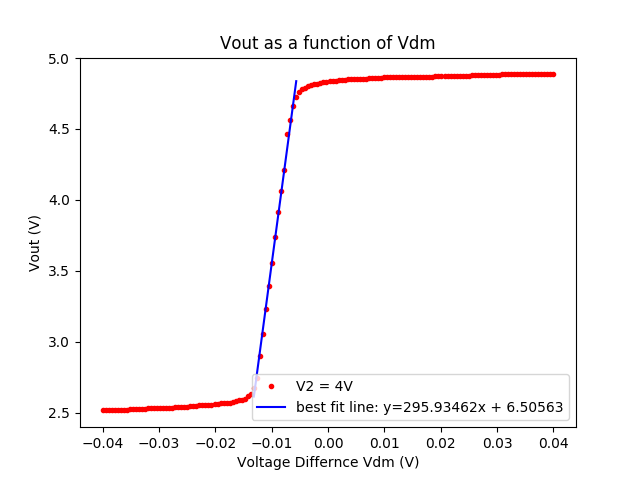 Vout as a function of Vdm
5.0
4.5
4.0
3.5
3.0
2.5
Vout (V)
V2 = 4V
best fit line: y=295.93462x + 6.50563
−0.04 −0.03 −0.02 −0.01 0.00 0.01 0.02 0.03 0.04
Voltage Differnce Vdm (V)